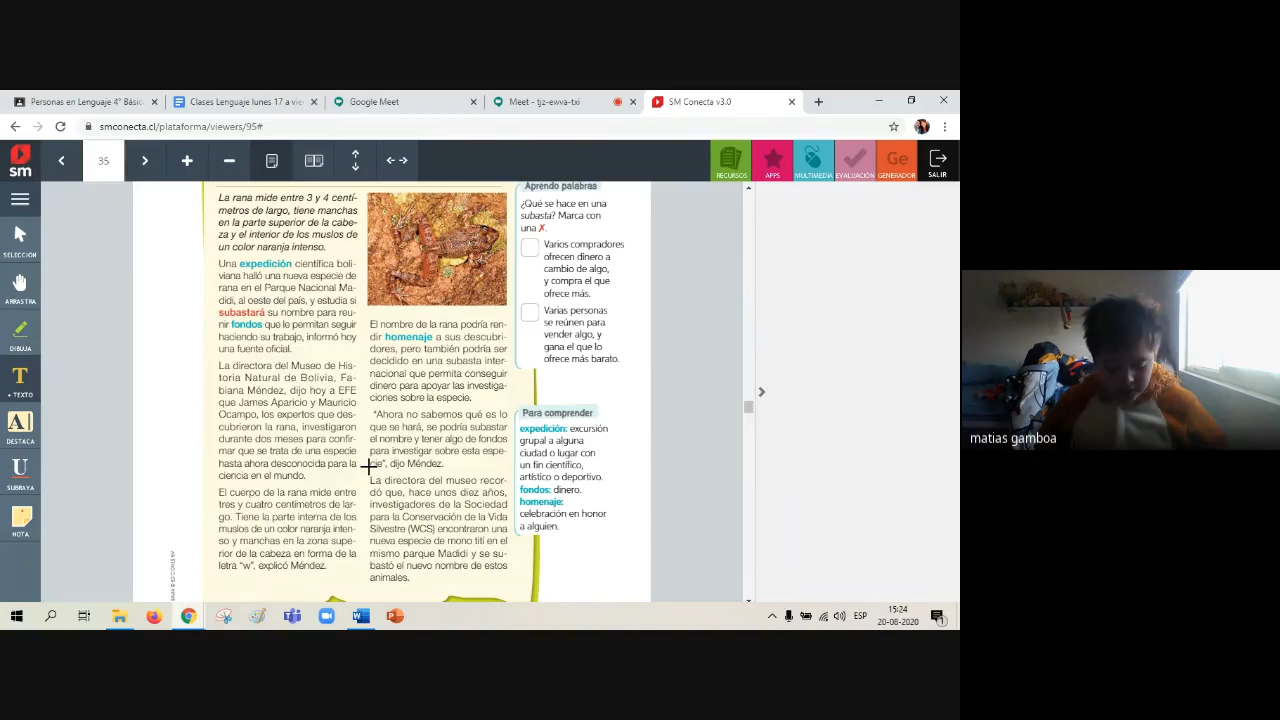 Personas en Lenguaje 4° Básic
Clases Lenguaje lunes 17 a vie
Google Meet
Meet - tjz-ewva-txi
SM Conecta v3.0
smconecta.cl/plataforma/viewers/95#
sm
35
RECURSOS
APPS
MULTIMEDIA
EVALUACIÓN
Ge
GENERADOR
SALIR
SELECCIÓN
ARRASTRA
DIBUJA
T
+ TEXTO
A
DESTACA
U
SUBRAYA
NOTA
La rana mide entre 3 y 4 centí-
metros de largo, tiene manchas
en la parte superior de la cabe-
za y el interior de los muslos de
un color naranja intenso.
Una expedición científica boli-
viana halló una nueva especie de
rana en el Parque Nacional Ma-
didi, al oeste del país, y estudia si
subastará su nombre para reu-
nir fondos que le permitan seguir
haciendo su trabajo, informó hoy
una fuente oficial.
La directora del Museo de His-
toria Natural de Bolivia, Fa-
biana Méndez, dijo hoy a EFE
que James Aparicio y Mauricio
Ocampo, los expertos que des-
cubrieron la rana, investigaron
durante dos meses para confir-
mar que se trata de una especie
hasta ahora desconocida para la
ciencia en el mundo.
El cuerpo de la rana mide entre
tres y cuatro centímetros de lar-
go. Tiene la parte interna de los
muslos de un color naranja inten-
so y manchas en la zona supe-
rior de la cabeza en forma de la
letra "w", explicó Méndez.
El nombre de la rana podría ren-
dir homenaje a sus descubri-
dores, pero también podría ser
decidido en una subasta inter-
nacional que permita conseguir
dinero para apoyar las investiga-
ciones sobre la especie.
"Ahora no sabemos qué es lo
que se hará, se podría subastar
el nombre y tener algo de fondos
para investigar sobre esta espe-
cie", dijo Méndez.
La directora del museo recor-
dó que, hace unos diez años,
investigadores de la Sociedad
para la Conservación de la Vida
Silvestre (WCS) encontraron una
nueva especie de mono tití en el
mismo parque Madidi y se su-
bastó el nuevo nombre de estos
animales.
Aprendo palabras
¿Qué se hace en una
subasta? Marca con
una ✗.
Varios compradores
ofrecen dinero a
cambio de algo,
y compra el que
ofrece más.
Varias personas
se reúnen para
vender algo, y
gana el que lo
ofrece más barato.
Para comprender
expedición: excursión
grupal a alguna
ciudad o lugar con
un fin científico,
artístico o deportivo.
fondos: dinero.
homenaje:
celebración en honor
a alguien.
ESP
15:24
20-08-2020
1
matias gamboa